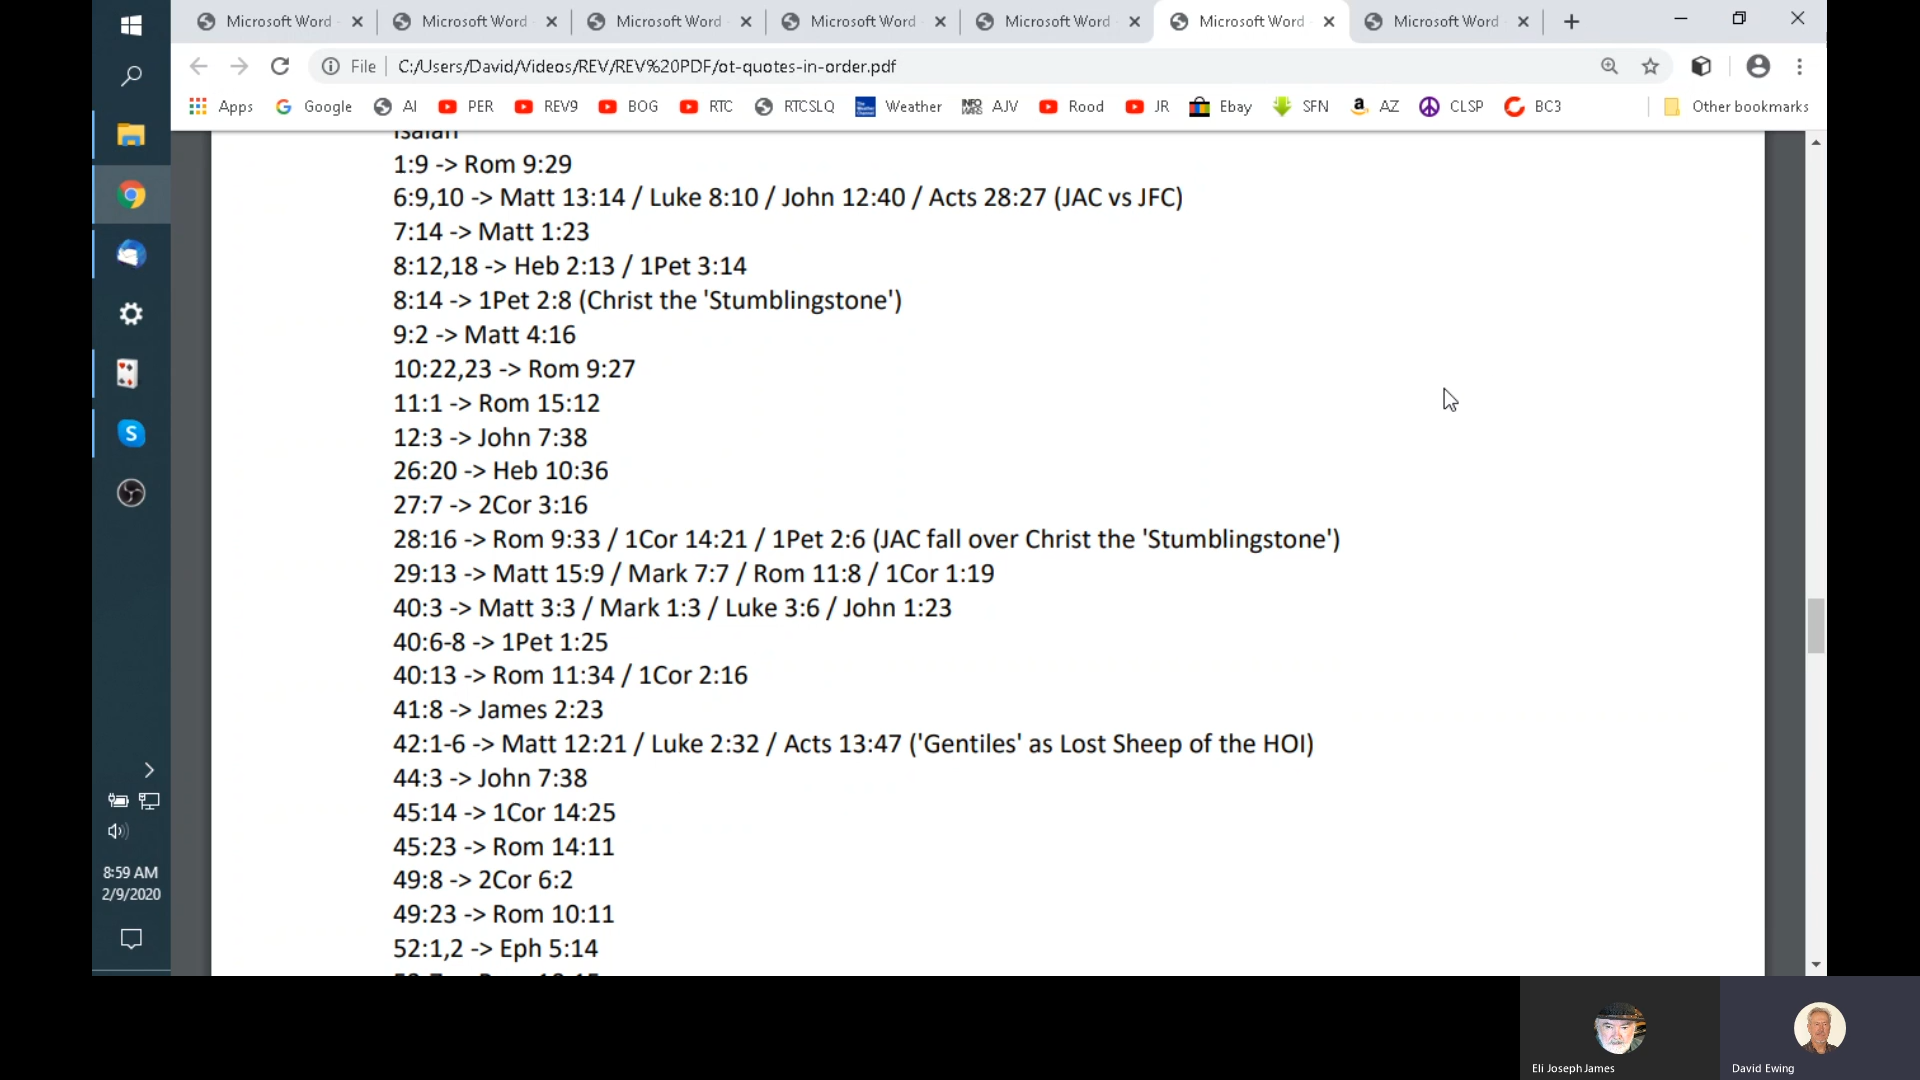 Microsoft Word - Microsoft Word - Microsoft Word - Microsoft Word - Microsoft Word - Microsoft Word - Microsoft Word -
File C:/Users/David/Videos/REV/REV%20PDF/ot-quotes-in-order.pdf
Apps Google AI PER REV9 BOG RTC RTCSLQ Weather AJV Rood JR Ebay SFN AZ CLSP BC3 Other bookmarks
Isaiah
1:9 -> Rom 9:29
6:9,10 -> Matt 13:14 / Luke 8:10 / John 12:40 / Acts 28:27 (JAC vs JFC)
7:14 -> Matt 1:23
8:12,18 -> Heb 2:13 / 1Pet 3:14
8:14 -> 1Pet 2:8 (Christ the 'Stumblingstone')
9:2 -> Matt 4:16
10:22,23 -> Rom 9:27
11:1 -> Rom 15:12
12:3 -> John 7:38
26:20 -> Heb 10:36
27:7 -> 2Cor 3:16
28:16 -> Rom 9:33 / 1Cor 14:21 / 1Pet 2:6 (JAC fall over Christ the 'Stumblingstone')
29:13 -> Matt 15:9 / Mark 7:7 / Rom 11:8 / 1Cor 1:19
40:3 -> Matt 3:3 / Mark 1:3 / Luke 3:6 / John 1:23
40:6-8 -> 1Pet 1:25
40:13 -> Rom 11:34 / 1Cor 2:16
41:8 -> James 2:23
42:1-6 -> Matt 12:21 / Luke 2:32 / Acts 13:47 ('Gentiles' as Lost Sheep of the HOI)
44:3 -> John 7:38
45:14 -> 1Cor 14:25
45:23 -> Rom 14:11
49:8 -> 2Cor 6:2
49:23 -> Rom 10:11
52:1,2 -> Eph 5:14
8:59 AM
2/9/2020
Eli Joseph James
David Ewing